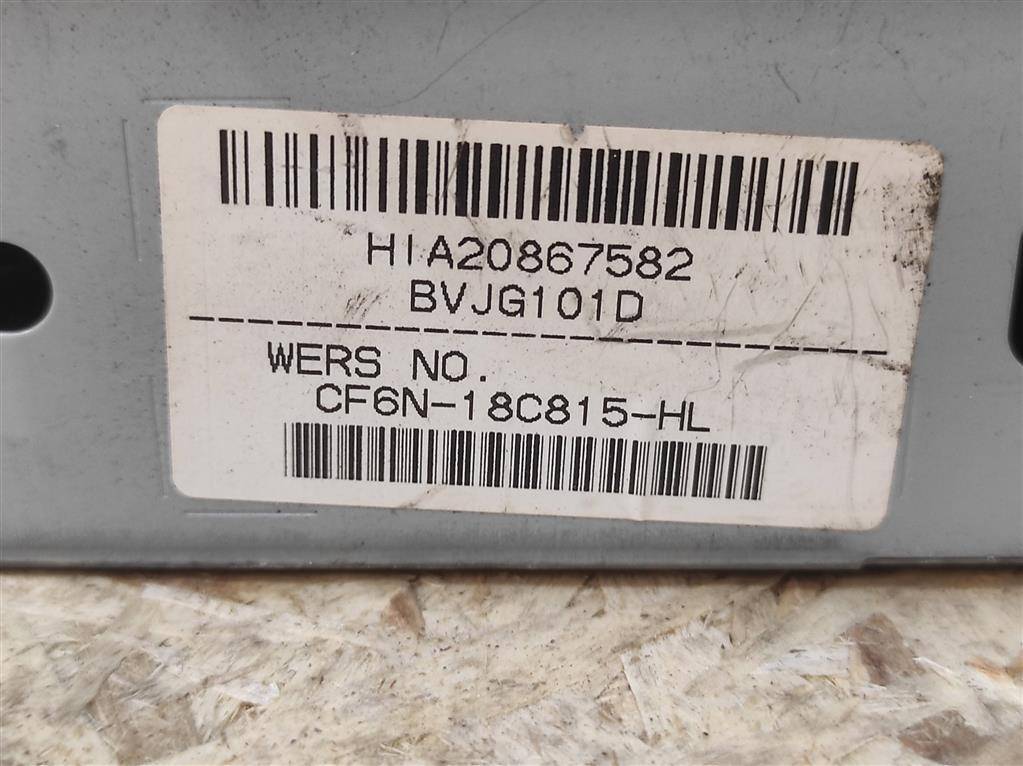 HIA20867582
BVJG101D
WERS NO.
CF6N-18C815-HL